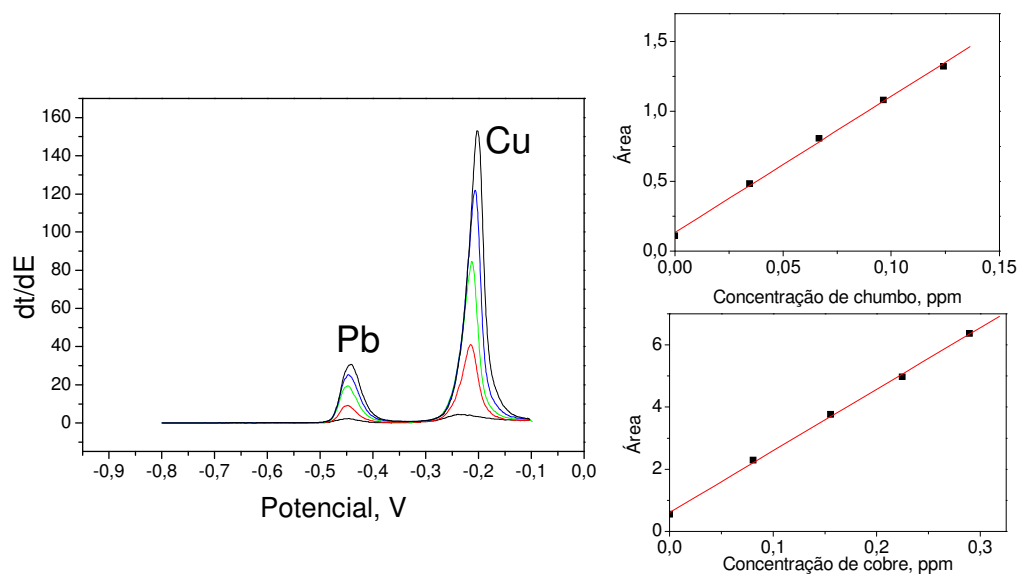 160
140
120
100
80
60
40
20
0
dt/dE
Pb
Cu
-0,9 -0,8 -0,7 -0,6 -0,5 -0,4 -0,3 -0,2 -0,1 0,0
Potencial, V
1,5
1,0
0,5
0,0
Área
0,00 0,05 0,10 0,15
Concentração de chumbo, ppm
6
4
2
0
Área
0,0 0,1 0,2 0,3
Concentração de cobre, ppm